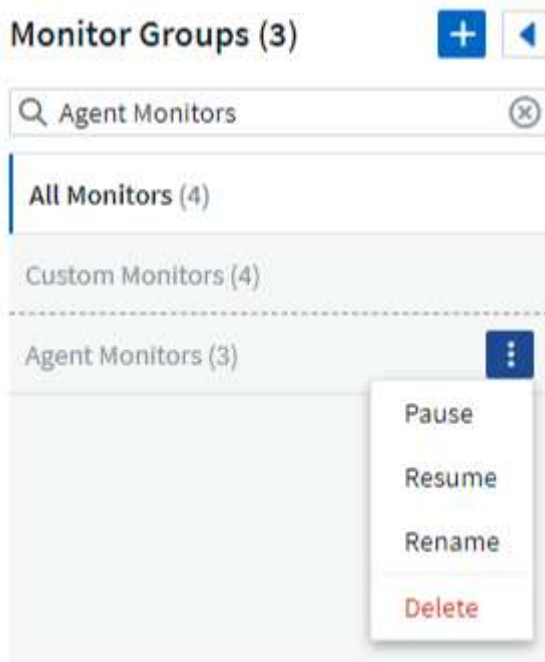 Monitor Groups (3)
Agent Monitors
All Monitors (4)
Custom Monitors (4)
Agent Monitors (3)
Pause
Resume
Rename
Delete